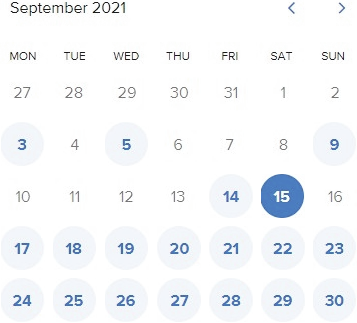 September 2021
MON TUE WED THU FRI SAT SUN
27 28 29 30 31 1 2
3 4 5 6 7 8 9
10 11 12 13 14 15 16
17 18 19 20 21 22 23
24 25 26 27 28 29 30